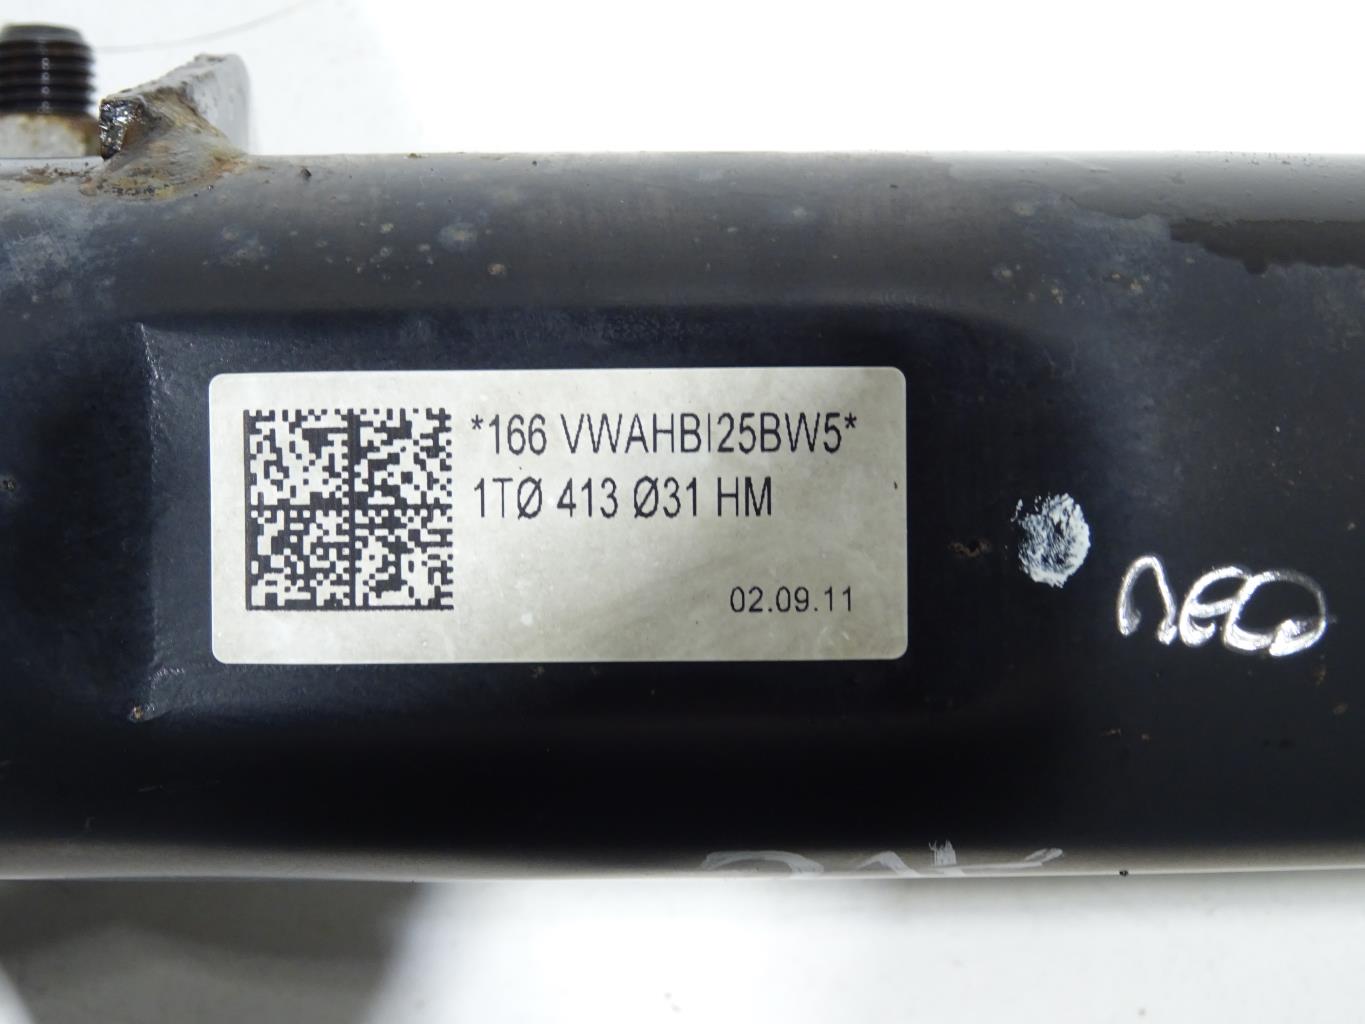 *166 VWAHBI25BW5*
1TØ 413 Ø31 HM
02.09.11